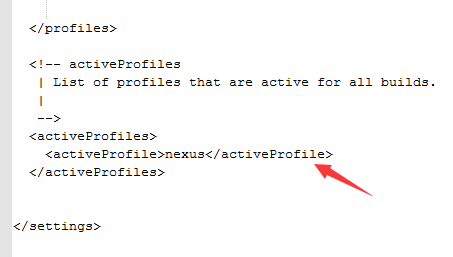 </profiles>
<!-- activeProfiles
| List of profiles that are active for all builds.
|
-->
<activeProfiles>
<activeProfile>nexus</activeProfile>
</activeProfiles>
</settings>